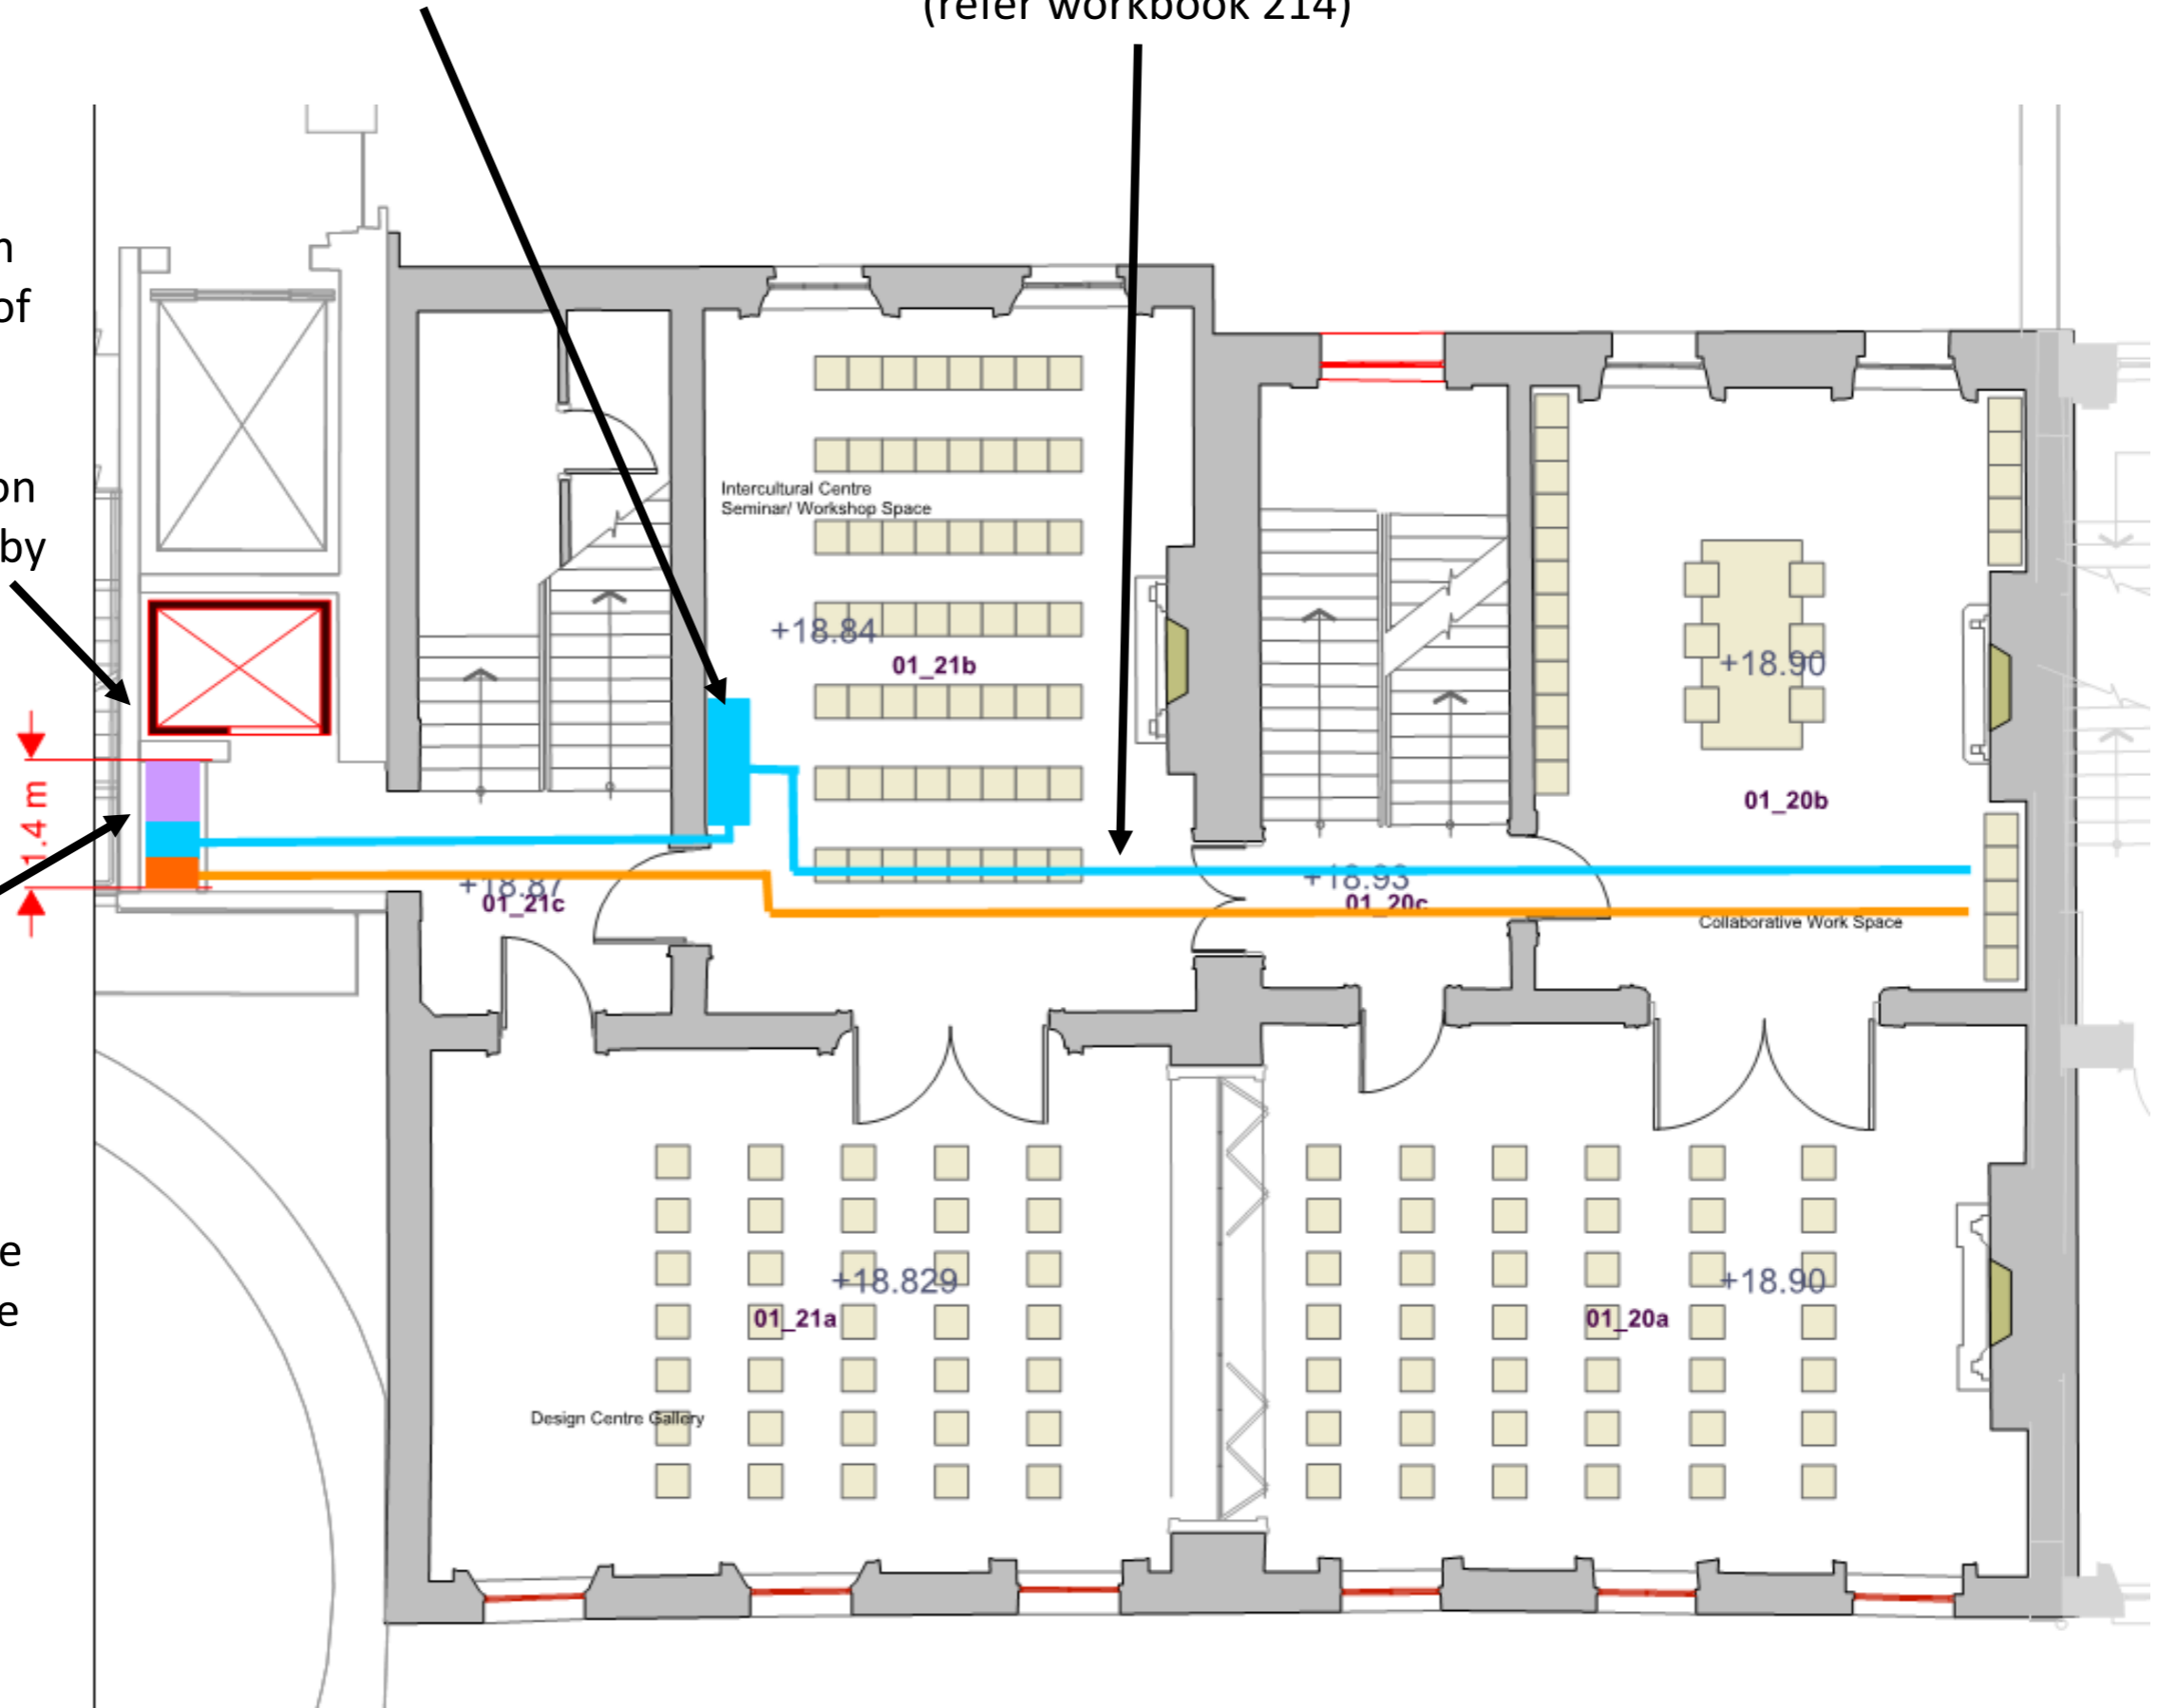 (refer workbook 214)
of
on
by
Intercultural Centre
Seminar/ Workshop Space
+18.84
01_21b
+18.90
01_20b
1.4 m
+18.87
01_21c
+18.93
01_20c
Collaborative Work Space
+18.829
01_21a
+18.90
01_20a
Design Centre Gallery
e
e